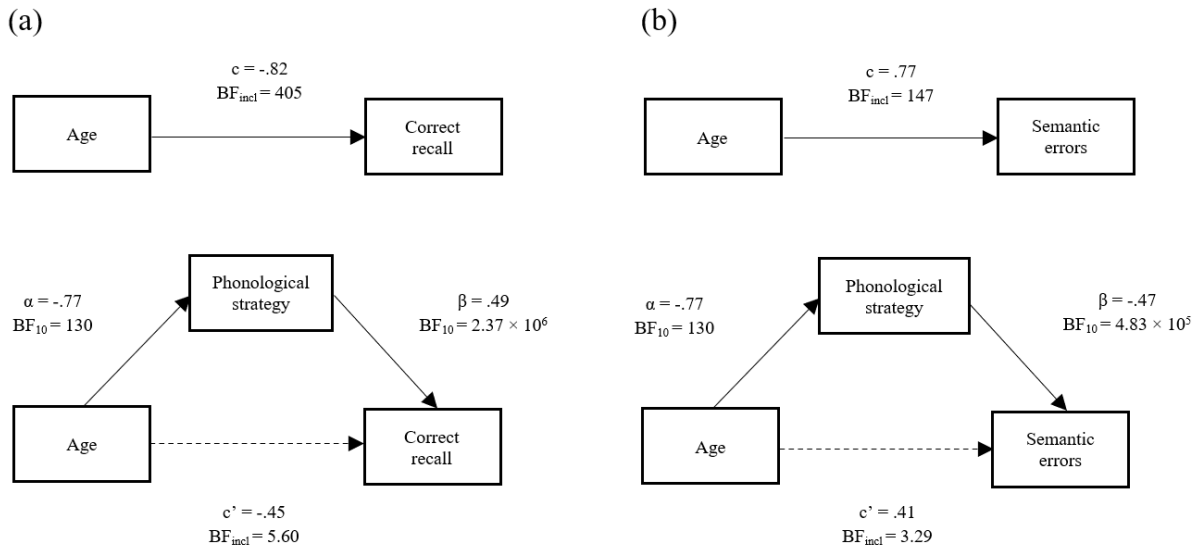 (a)
c = -.82
BFincl = 405
Age
Correct
recall
Phonological
strategy
α = -.77
BF10 = 130
β = .49
BF10 = 2.37 × 10⁶
Age
Correct
recall
c’ = -.45
BFincl = 5.60
(b)
c = .77
BFincl = 147
Age
Semantic
errors
Phonological
strategy
α = -.77
BF10 = 130
β = -.47
BF10 = 4.83 × 10⁵
Age
Semantic
errors
c’ = .41
BFincl = 3.29